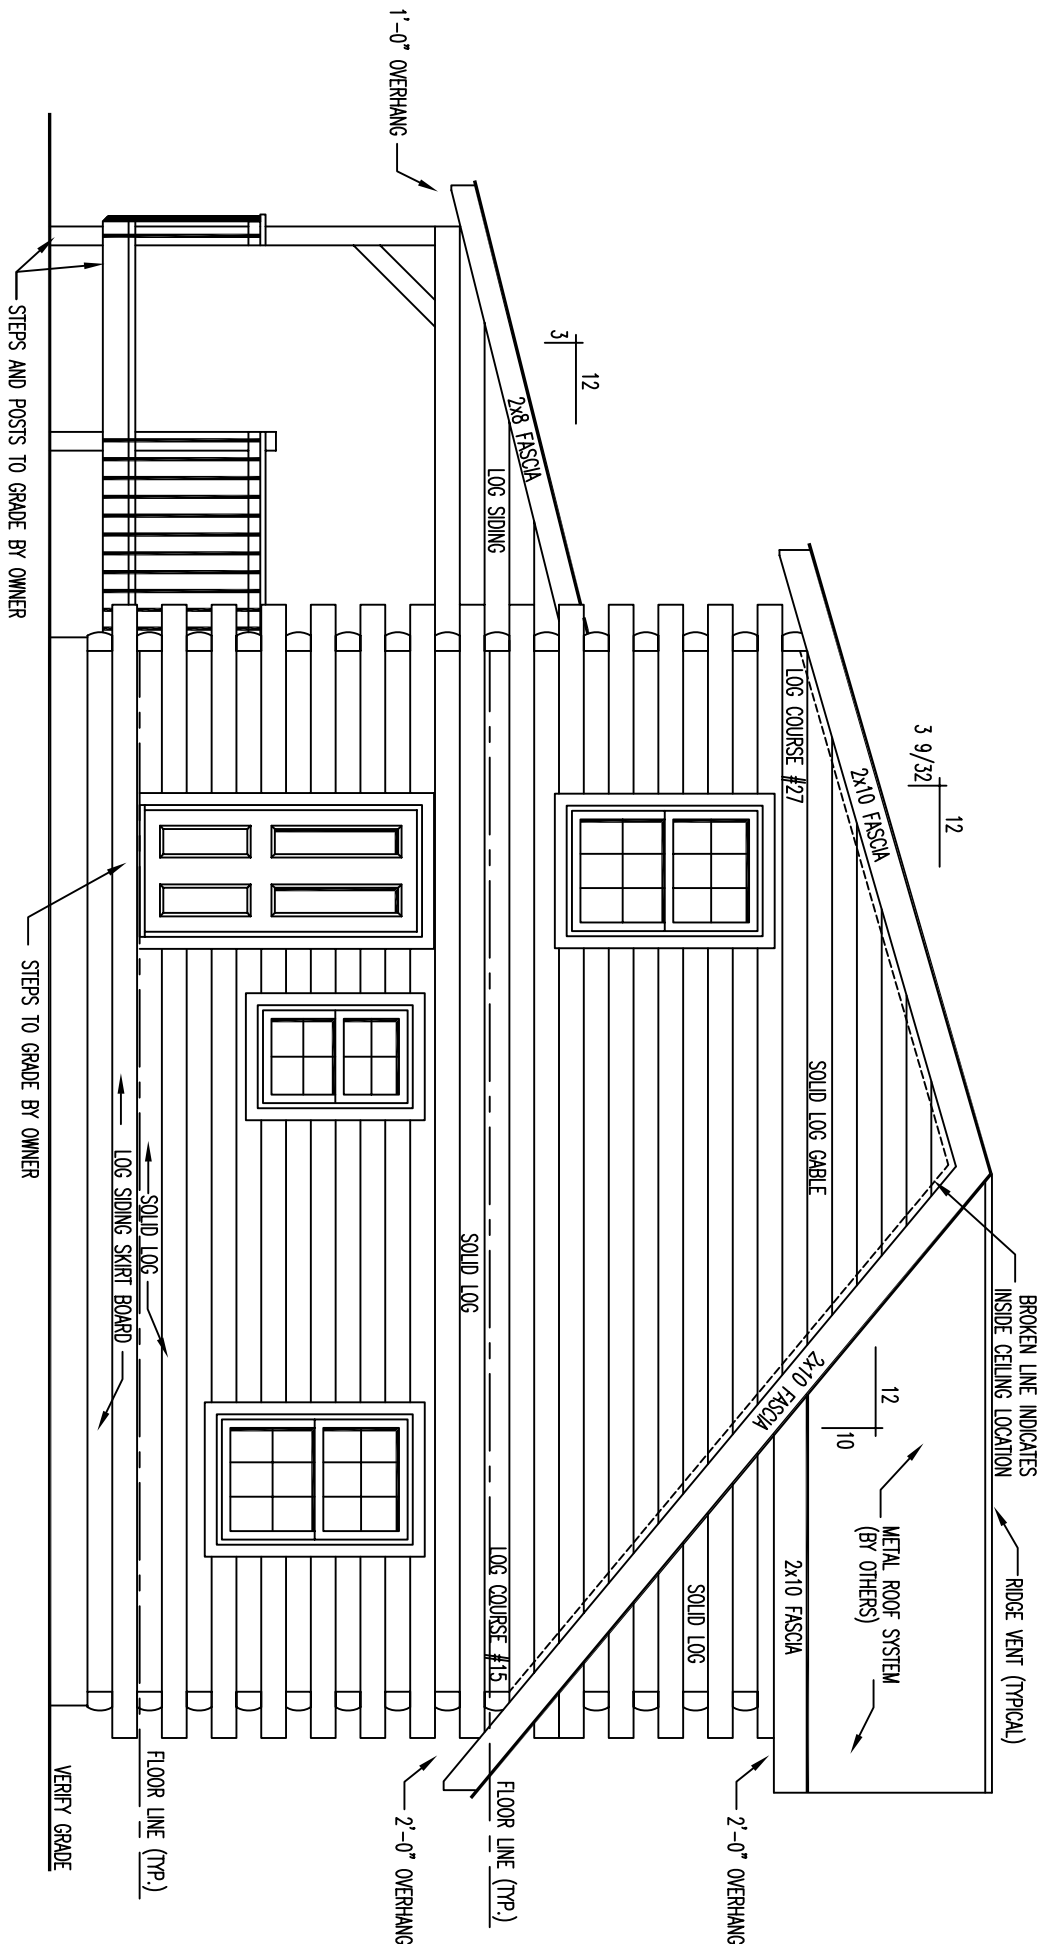 BROKEN LINE INDICATES
INSIDE CEILING LOCATION
RIDGE VENT (TYPICAL)
12
3 9/32
2x10 FASCIA
12
10
METAL ROOF SYSTEM
(BY OTHERS)
2x10 FASCIA
SOLID LOG GABLE
LOG COURSE #27
2x10 FASCIA
2'-0" OVERHANG
SOLID LOG
12
3
2x8 FASCIA
LOG SIDING
1'-0" OVERHANG
LOG COURSE #15
FLOOR LINE (TYP.)
SOLID LOG
2'-0" OVERHANG
SOLID LOG
FLOOR LINE (TYP.)
LOG SIDING SKIRT BOARD
VERIFY GRADE
STEPS AND POSTS TO GRADE BY OWNER
STEPS TO GRADE BY OWNER